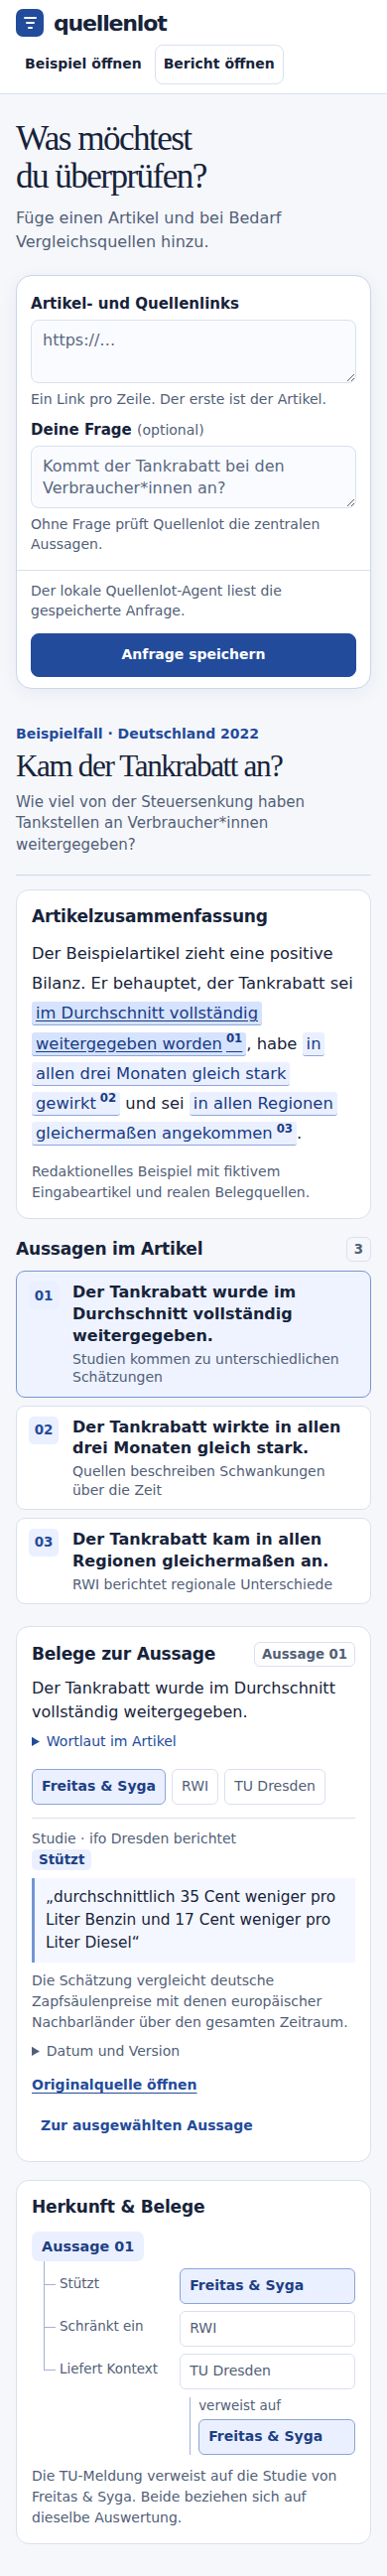 quellenlot
Beispiel öffnen
Bericht öffnen
Was möchtest
du überprüfen?
Füge einen Artikel und bei Bedarf
Vergleichsquellen hinzu.
Artikel- und Quellenlinks
https://…
Ein Link pro Zeile. Der erste ist der Artikel.
Deine Frage (optional)
Kommt der Tankrabatt bei den
Verbraucher*innen an?
Ohne Frage prüft Quellenlot die zentralen
Aussagen.
Der lokale Quellenlot-Agent liest die
gespeicherte Anfrage.
Anfrage speichern
Beispielfall · Deutschland 2022
Kam der Tankrabatt an?
Wie viel von der Steuersenkung haben
Tankstellen an Verbraucher*innen
weitergegeben?
Artikelzusammenfassung
Der Beispielartikel zieht eine positive
Bilanz. Er behauptet, der Tankrabatt sei
im Durchschnitt vollständig
weitergegeben worden 01, habe in
allen drei Monaten gleich stark
gewirkt 02 und sei in allen Regionen
gleichermaßen angekommen 03.
Redaktionelles Beispiel mit fiktivem
Eingabeartikel und realen Belegquellen.
Aussagen im Artikel
3
01
Der Tankrabatt wurde im
Durchschnitt vollständig
weitergegeben.
Studien kommen zu unterschiedlichen
Schätzungen
02
Der Tankrabatt wirkte in allen
drei Monaten gleich stark.
Quellen beschreiben Schwankungen
über die Zeit
03
Der Tankrabatt kam in allen
Regionen gleichermaßen an.
RWI berichtet regionale Unterschiede
Belege zur Aussage
Aussage 01
Der Tankrabatt wurde im Durchschnitt
vollständig weitergegeben.
Wortlaut im Artikel
Freitas & Syga
RWI
TU Dresden
Studie · ifo Dresden berichtet
Stützt
„durchschnittlich 35 Cent weniger pro
Liter Benzin und 17 Cent weniger pro
Liter Diesel“
Die Schätzung vergleicht deutsche
Zapfsäulenpreise mit denen europäischer
Nachbarländer über den gesamten Zeitraum.
Datum und Version
Originalquelle öffnen
Zur ausgewählten Aussage
Herkunft & Belege
Aussage 01
Stützt
Freitas & Syga
Schränkt ein
RWI
Liefert Kontext
TU Dresden
verweist auf
Freitas & Syga
Die TU-Meldung verweist auf die Studie von
Freitas & Syga. Beide beziehen sich auf
dieselbe Auswertung.